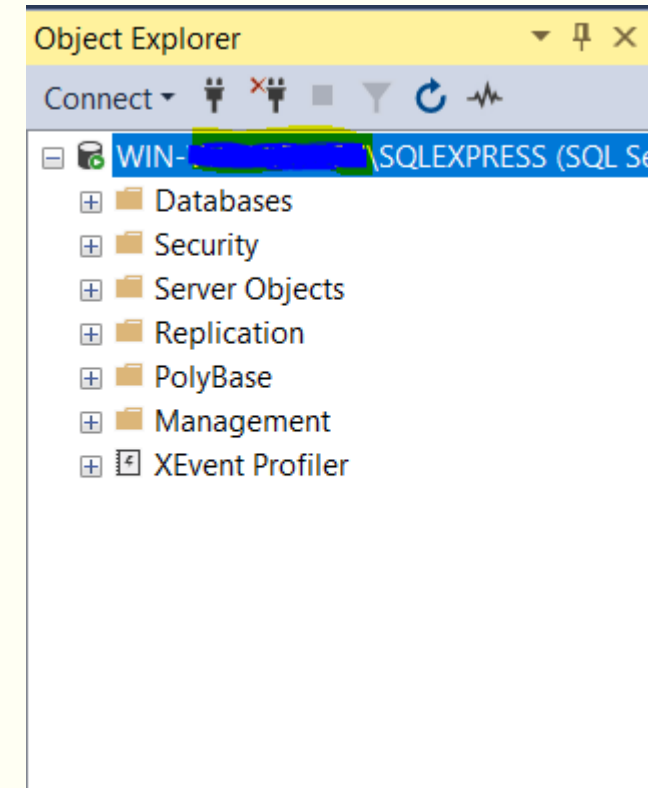 Object Explorer
Connect
WIN-\SQLEXPRESS (SQL Se
Databases
Security
Server Objects
Replication
PolyBase
Management
XEvent Profiler